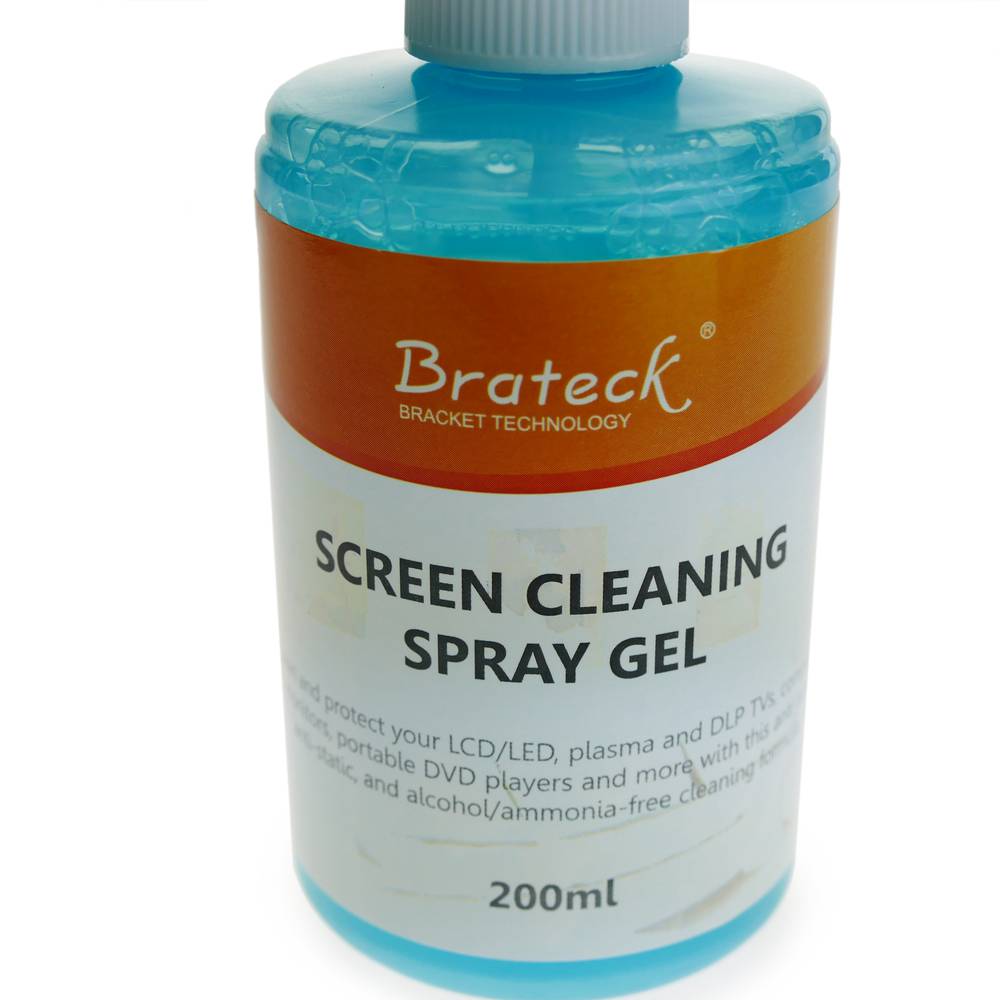 Brateck ®
BRACKET TECHNOLOGY
SCREEN CLEANING
SPRAY GEL
and protect your LCD/LED, plasma and DLP TVs,
portable DVD players and more with this
and alcohol/ammonia-free cleaning
200ml